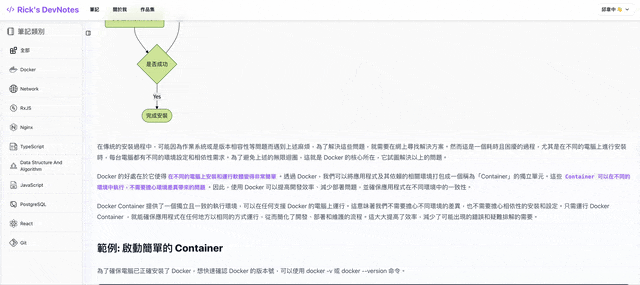 </> Rick's DevNotes 筆記 關於我 作品集
筆記類別
全部
Docker
Network
RxJS
Nginx
TypeScript
Data Structure And
Algorithm
JavaScript
PostgreSQL
React
Git
是否成功
Yes
完成安裝
在傳統的安裝過程中，可能因為作業系統或是版本相容性等問題而遇到上述麻煩，為了解決這些問題，就需要在網上尋找解決方案。然而這是一個耗時且困擾的過程，尤其是在不同的電腦上進行安裝
時，每台電腦都有不同的環境設定和相依性需求。為了避免上述的無限迴圈，這就是 Docker 的核心所在，它試圖解決以上的問題。
Docker 的好處在於它使得 在不同的電腦上安裝和運行軟體變得非常簡單 。透過 Docker，我們可以將應用程式及其依賴的相關環境打包成一個稱為「Container」的獨立單元。這些 Container 可以在不同的
環境中執行，不需要擔心環境差異帶來的問題 。因此，使用 Docker 可以提高開發效率、減少部署問題，並確保應用程式在不同環境中的一致性。
Docker Container 提供了一個獨立且一致的執行環境，可以在任何支援 Docker 的電腦上運行。這意味著我們不需要擔心不同環境的差異，也不需要擔心相依性的安裝和設定。只需運行 Docker
Container ，就能確保應用程式在任何地方以相同的方式運行，從而簡化了開發、部署和維護的流程。這大大提高了效率、減少了可能出現的錯誤和疑難排解的需要。
範例: 啟動簡單的 Container
為了確保電腦已正確安裝了 Docker，想快速確認 Docker 的版本號，可以使用 docker -v 或 docker --version 命令。